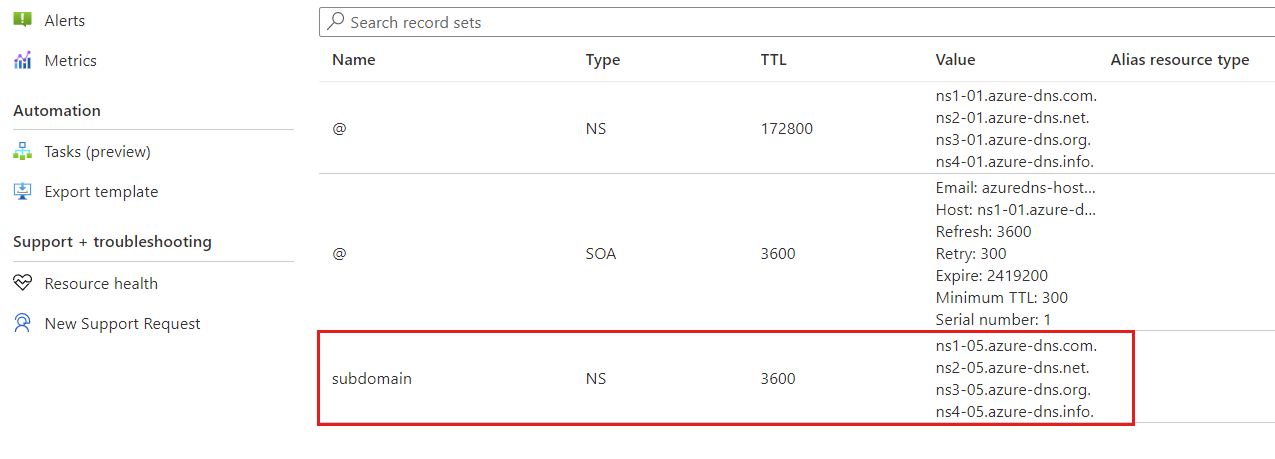 Alerts
Metrics
Automation
Tasks (preview)
Export template
Support + troubleshooting
Resource health
New Support Request
Search record sets
Name Type TTL Value Alias resource type
@ NS 172800 ns1-01.azure-dns.com.
ns2-01.azure-dns.net.
ns3-01.azure-dns.org.
ns4-01.azure-dns.info.
@ SOA 3600 Email: azuredns-host...
Host: ns1-01.azure-d...
Refresh: 3600
Retry: 300
Expire: 2419200
Minimum TTL: 300
Serial number: 1
subdomain NS 3600 ns1-05.azure-dns.com.
ns2-05.azure-dns.net.
ns3-05.azure-dns.org.
ns4-05.azure-dns.info.